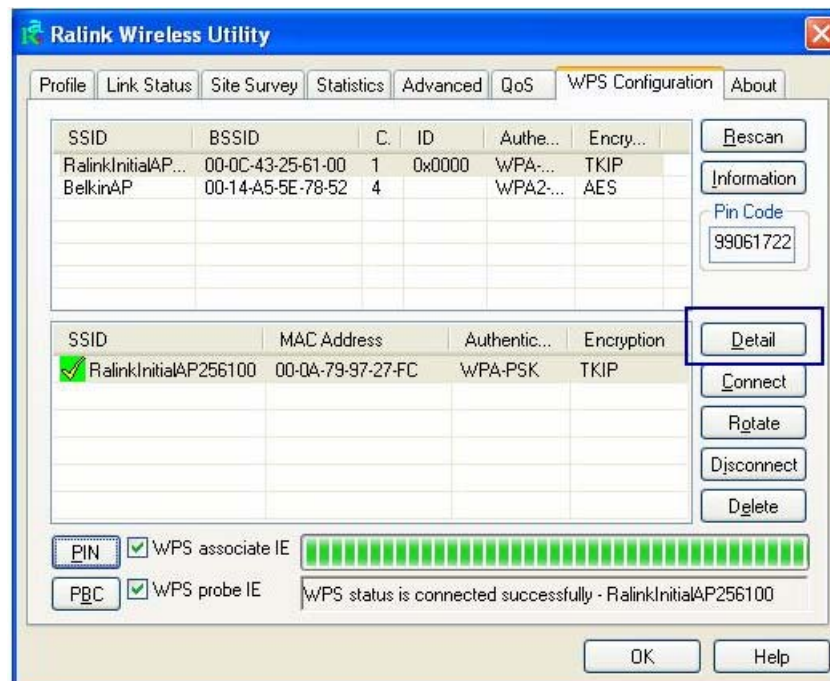 Ralink Wireless Utility
Profile Link Status Site Survey Statistics Advanced QoS WPS Configuration About
SSID BSSID C. ID Authe... Encry...
RalinkInitialAP... 00-0C-43-25-61-00 1 0x0000 WPA-... TKIP
BelkinAP 00-14-A5-5E-78-52 4 WPA2-... AES
Rescan
Information
Pin Code
99061722
SSID MAC Address Authentic... Encryption
RalinkInitialAP256100 00-0A-79-97-27-FC WPA-PSK TKIP
Detail
Connect
Rotate
Disconnect
Delete
PIN WPS associate IE
PBC WPS probe IE WPS status is connected successfully - RalinkInitialAP256100
OK Help